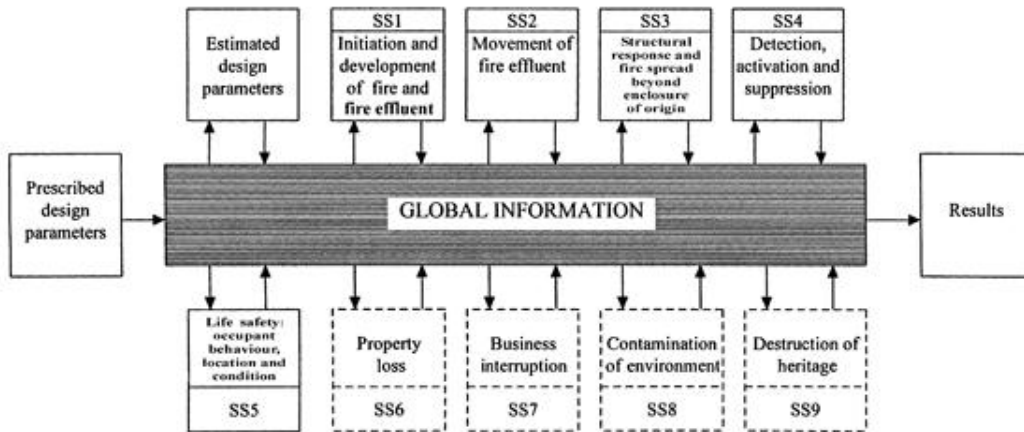 Estimated
design
parameters
SS1
Initiation and
development
of fire and
fire effluent
SS2
Movement of
fire effluent
SS3
Structural
response and
fire spread
beyond
enclosure
of origin
SS4
Detection,
activation and
suppression
Prescribed
design
parameters
GLOBAL INFORMATION
Results
Life safety:
occupant
behaviour,
location and
condition
SS5
Property
loss
SS6
Business
interruption
SS7
Contamination
of environment
SS8
Destruction of
heritage
SS9